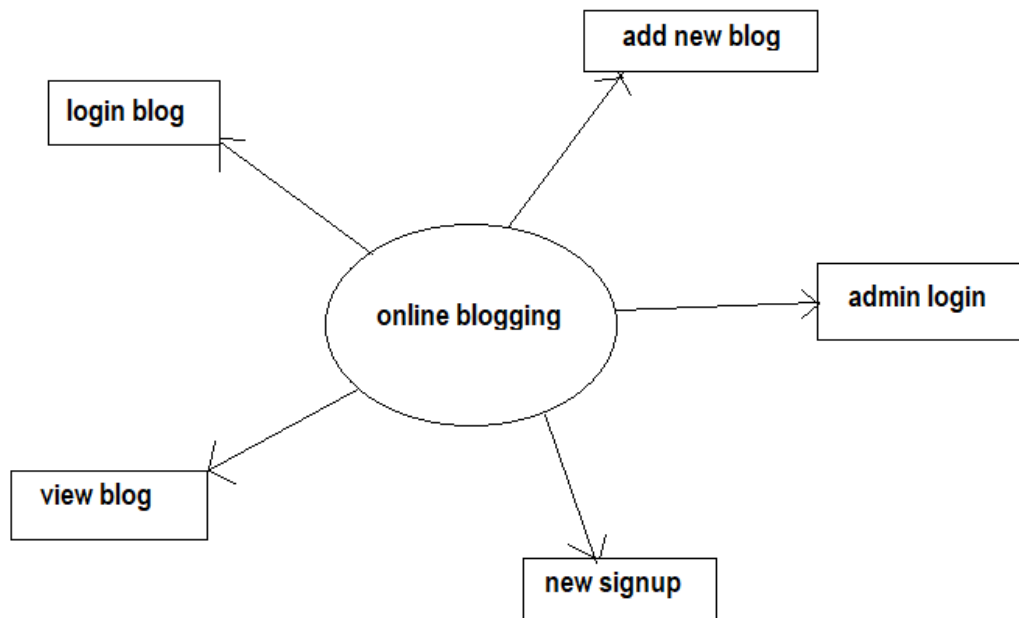 add new blog
login blog
admin login
online blogging
view blog
new signup